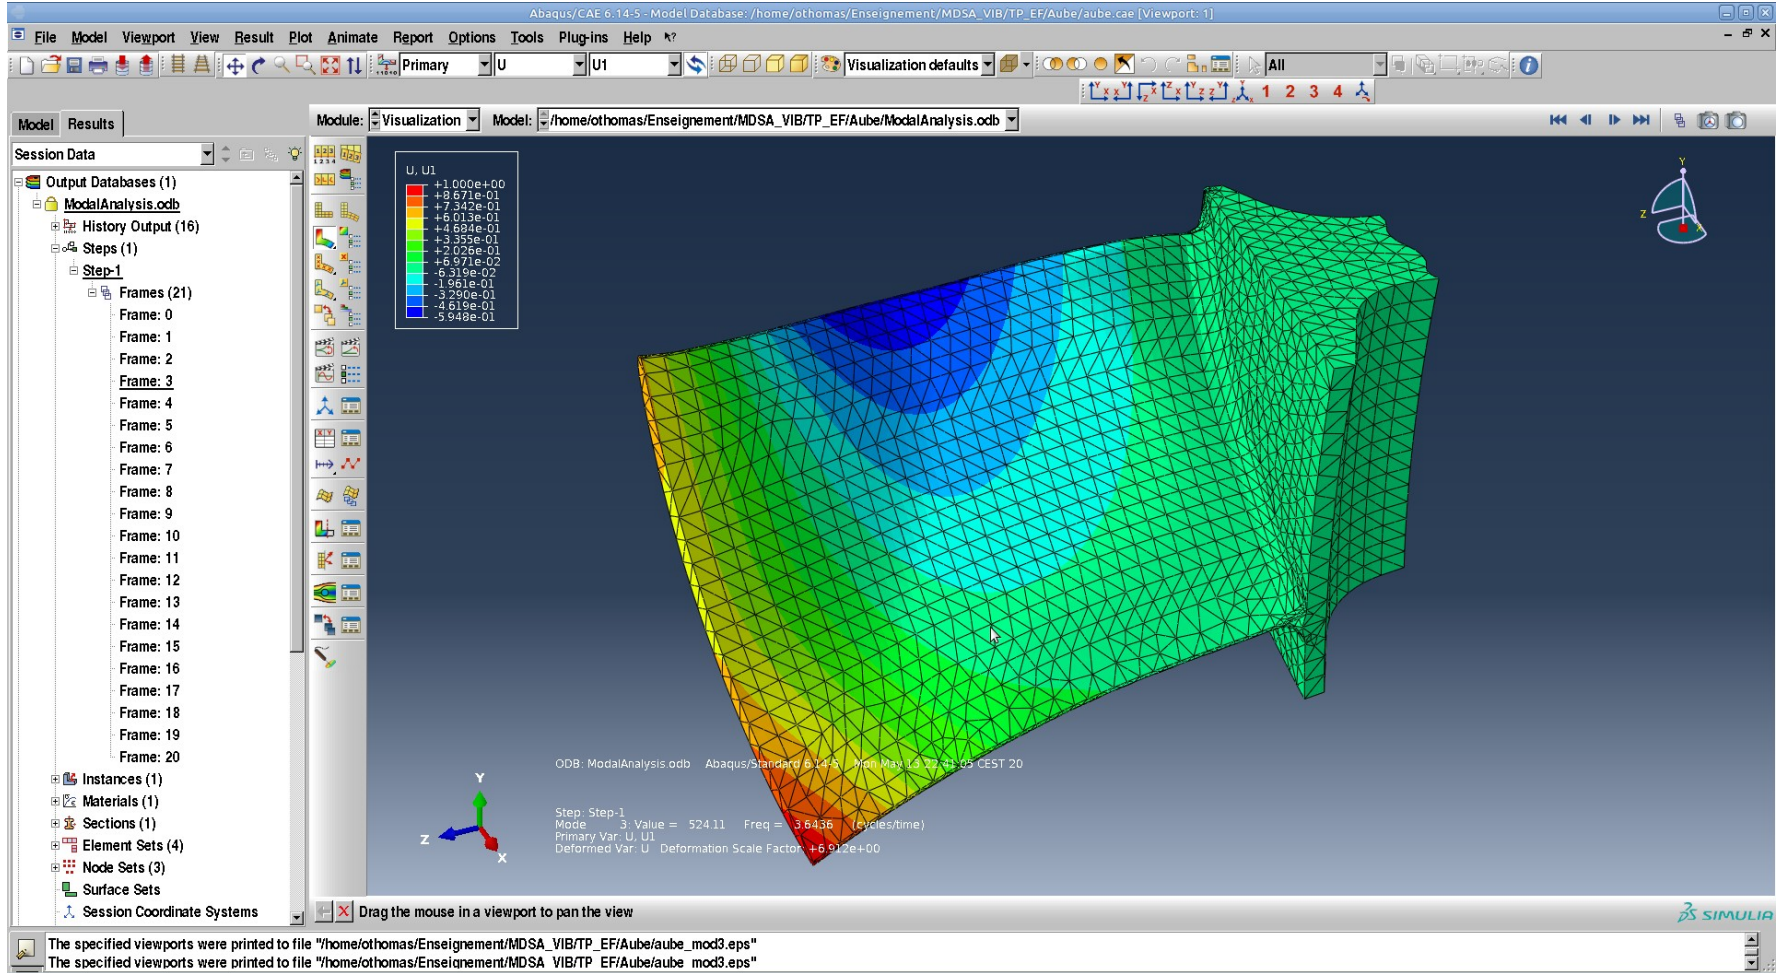 Abaqus/CAE 6.14-5 - Model Database: /home/othomas/Enseignement/MDSA_VIB/TP_EF/Aube/aube.cae [Viewport: 1]
File Model Viewport View Result Plot Animate Report Options Tools Plug-ins Help
Primary U U1 Visualization defaults All
1 2 3 4
Model Results
Module: Visualization Model: /home/othomas/Enseignement/MDSA_VIB/TP_EF/Aube/ModalAnalysis.odb
Session Data
Output Databases (1)
ModalAnalysis.odb
History Output (16)
Steps (1)
Step-1
Frames (21)
Frame: 0
Frame: 1
Frame: 2
Frame: 3
Frame: 4
Frame: 5
Frame: 6
Frame: 7
Frame: 8
Frame: 9
Frame: 10
Frame: 11
Frame: 12
Frame: 13
Frame: 14
Frame: 15
Frame: 16
Frame: 17
Frame: 18
Frame: 19
Frame: 20
Instances (1)
Materials (1)
Sections (1)
Element Sets (4)
Node Sets (3)
Surface Sets
Session Coordinate Systems
U, U1
+1.000e+00
+8.671e-01
+7.342e-01
+6.013e-01
+4.684e-01
+3.355e-01
+2.026e-01
+6.971e-02
-6.319e-02
-1.961e-01
-3.290e-01
-4.619e-01
-5.948e-01
Y
Z
Y
Z
X
ODB: ModalAnalysis.odb Abaqus/Standard 6.14-5 Mon May 13 22:41:05 CEST 20
Step: Step-1
Mode 3: Value = 524.11 Freq = 3.6436 (cycles/time)
Primary Var: U, U1
Deformed Var: U Deformation Scale Factor: +6.912e+00
Drag the mouse in a viewport to pan the view
SIMULIA
The specified viewports were printed to file "/home/othomas/Enseignement/MDSA_VIB/TP_EF/Aube/aube_mod3.eps"
The specified viewports were printed to file "/home/othomas/Enseignement/MDSA_VIB/TP_EF/Aube/aube_mod3.eps"